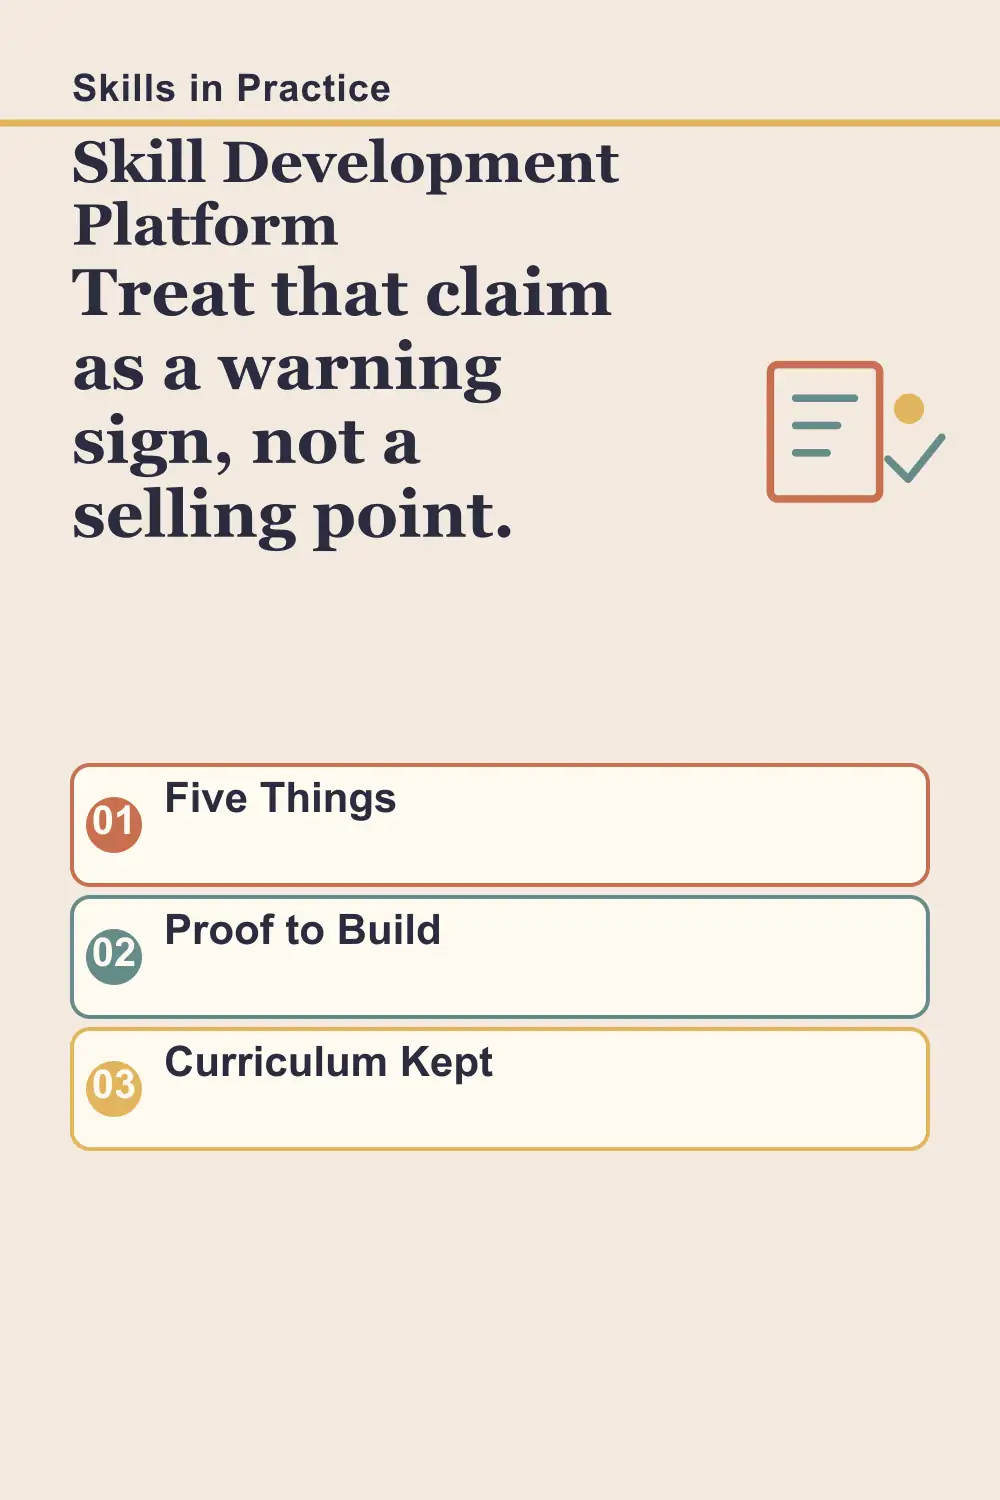 Skills in Practice
Skill Development
Platform
Treat that claim
as a warning
sign, not a
selling point.
01 Five Things
02 Proof to Build
03 Curriculum Kept